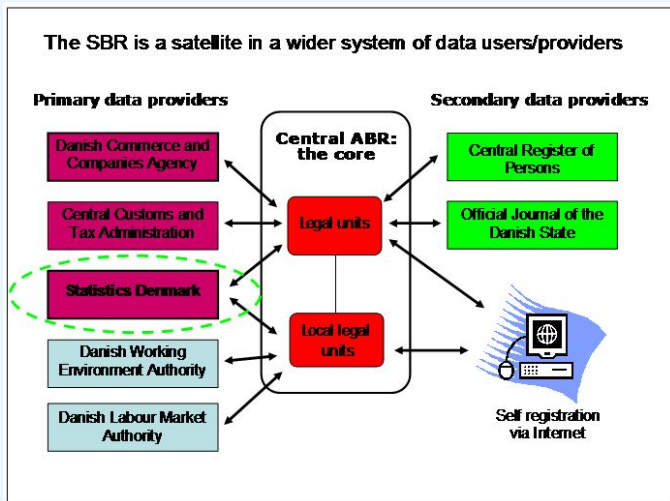 The SBR is a satellite in a wider system of data users/providers
Primary data providers
Secondary data providers
Central ABR:
the core
Danish Commerce and
Companies Agency
Central Customs and
Tax Administration
Statistics Denmark
Danish Working
Environment Authority
Danish Labour Market
Authority
Legal units
Local legal
units
Central Register of
Persons
Official Journal of the
Danish State
Self registration
via Internet